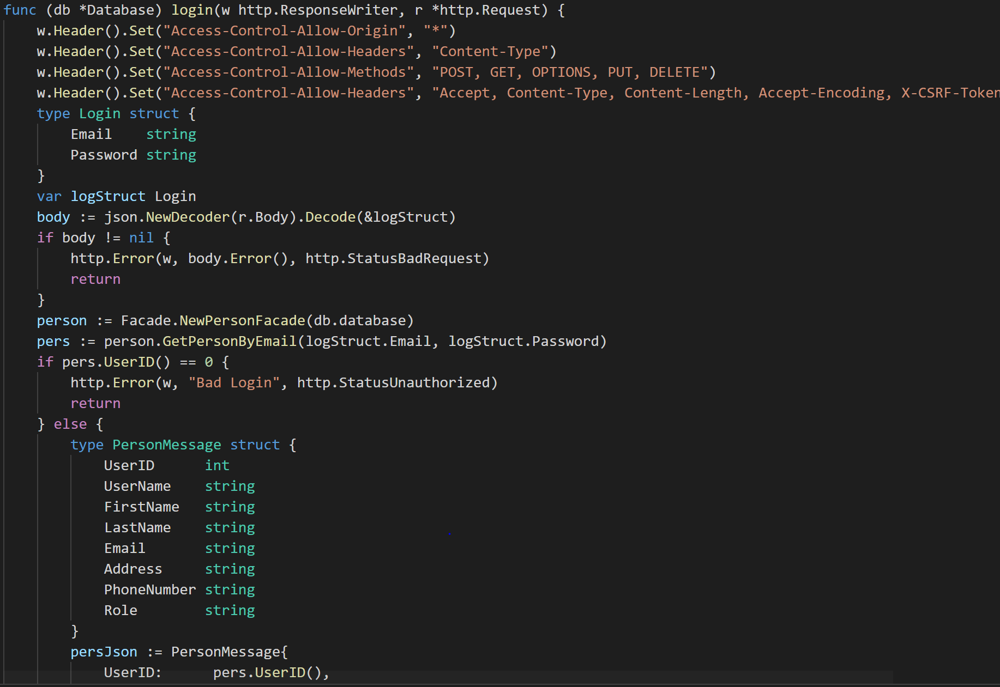 func (db *Database) login(w http.ResponseWriter, r *http.Request) {
    w.Header().Set("Access-Control-Allow-Origin", "*")
    w.Header().Set("Access-Control-Allow-Headers", "Content-Type")
    w.Header().Set("Access-Control-Allow-Methods", "POST, GET, OPTIONS, PUT, DELETE")
    w.Header().Set("Access-Control-Allow-Headers", "Accept, Content-Type, Content-Length, Accept-Encoding, X-CSRF-Token
    type Login struct {
        Email    string
        Password string
    }
    var logStruct Login
    body := json.NewDecoder(r.Body).Decode(&logStruct)
    if body != nil {
        http.Error(w, body.Error(), http.StatusBadRequest)
        return
    }
    person := Facade.NewPersonFacade(db.database)
    pers := person.GetPersonByEmail(logStruct.Email, logStruct.Password)
    if pers.UserID() == 0 {
        http.Error(w, "Bad Login", http.StatusUnauthorized)
        return
    } else {
        type PersonMessage struct {
            UserID      int
            UserName    string
            FirstName   string
            LastName    string
            Email       string
            Address     string
            PhoneNumber string
            Role        string
        }
        persJson := PersonMessage{
            UserID:      pers.UserID(),